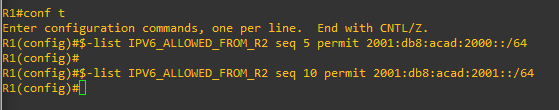 R1#conf t
Enter configuration commands, one per line.  End with CNTL/Z.
R1(config)#$-list IPV6_ALLOWED_FROM_R2 seq 5 permit 2001:db8:acad:2000::/64
R1(config)#
R1(config)#$-list IPV6_ALLOWED_FROM_R2 seq 10 permit 2001:db8:acad:2001::/64
R1(config)#